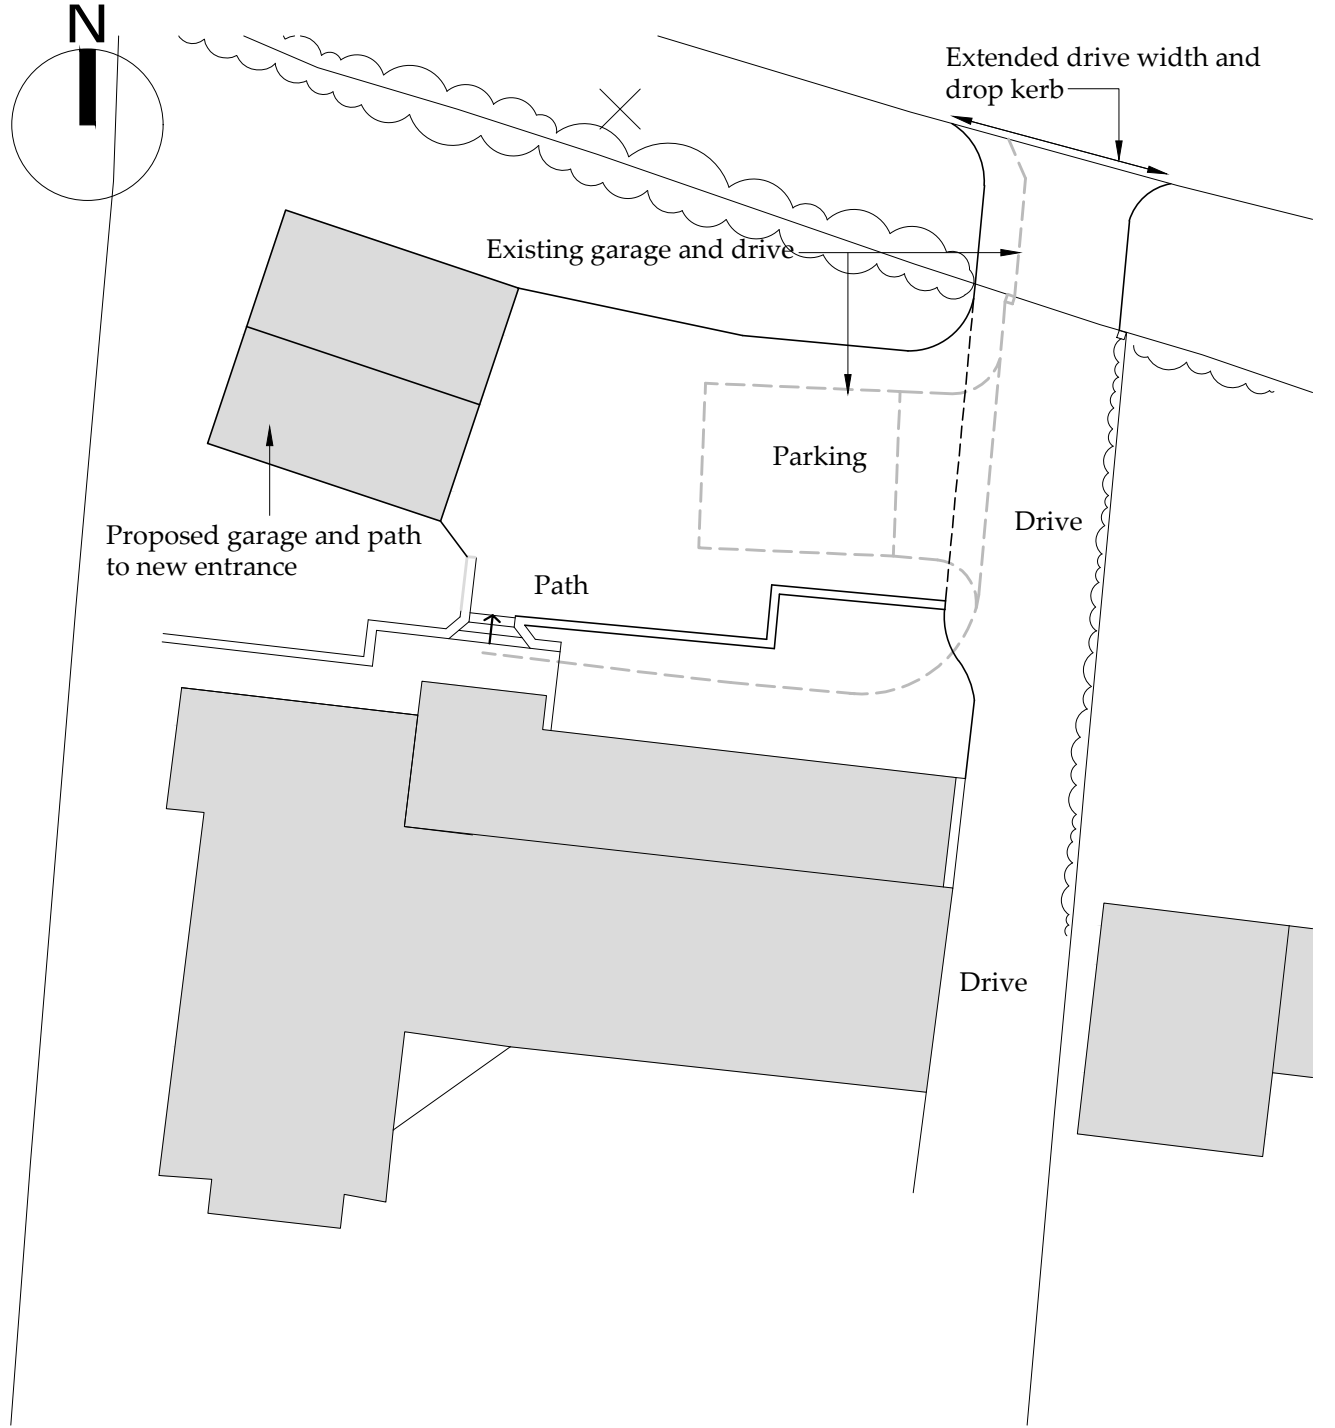 N
Extended drive width and
drop kerb
Existing garage and drive
Parking
Drive
Proposed garage and path
to new entrance
Path
Drive